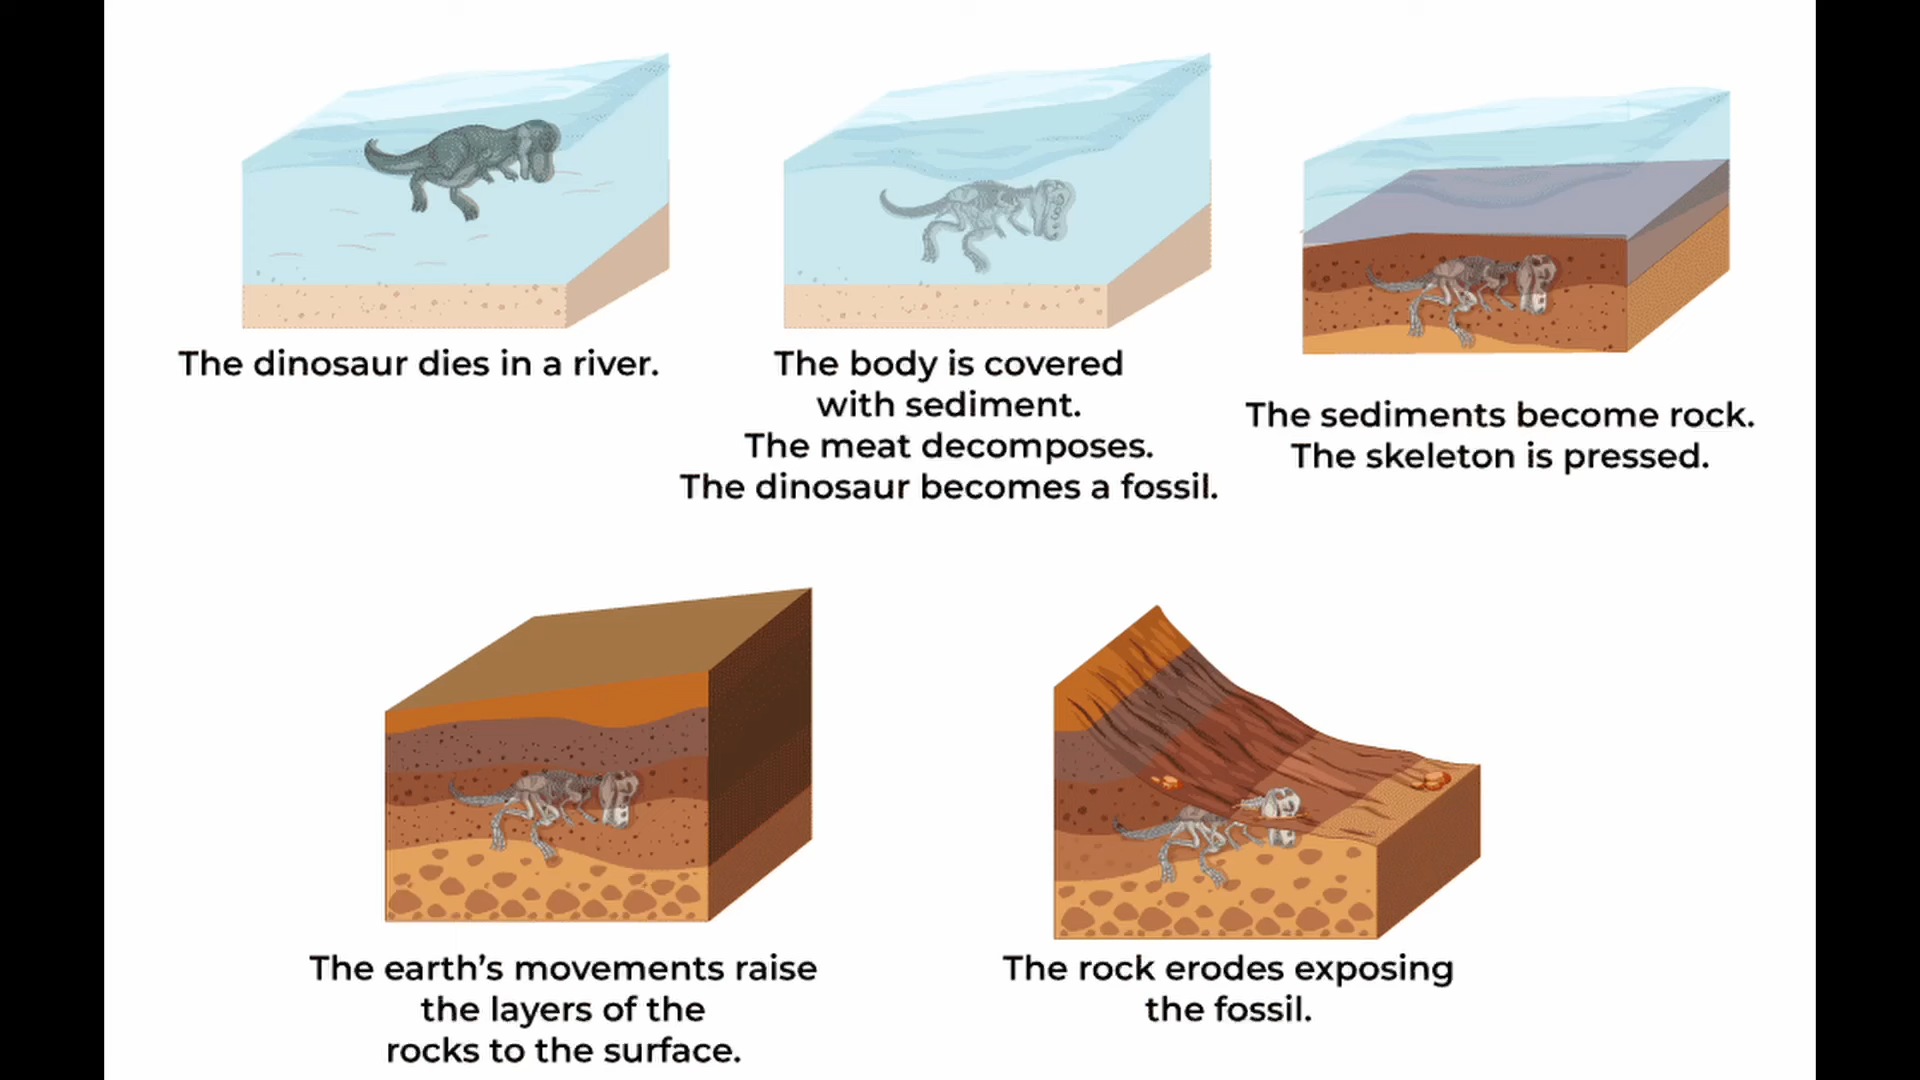 The dinosaur dies in a river.
The body is covered
with sediment.
The meat decomposes.
The dinosaur becomes a fossil.
The sediments become rock.
The skeleton is pressed.
The earth's movements raise
the layers of the
rocks to the surface.
The rock erodes exposing
the fossil.